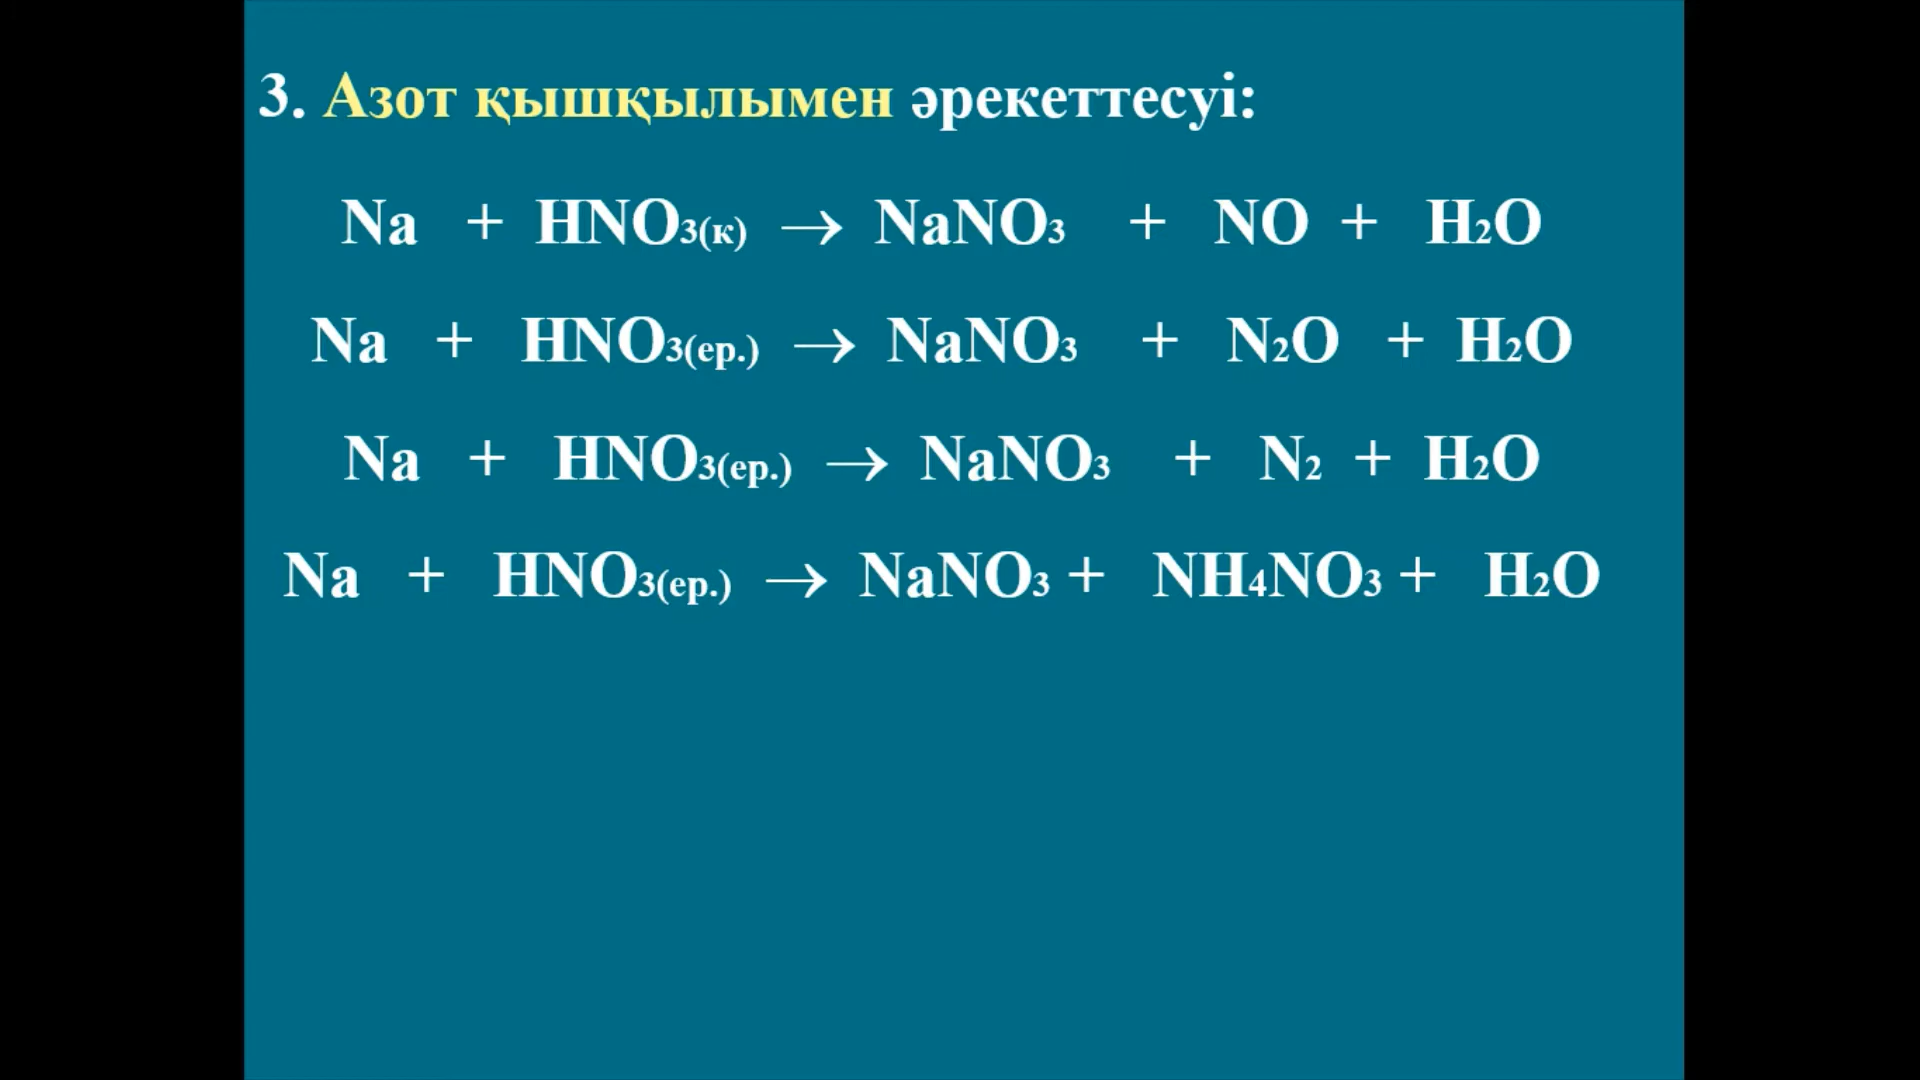 3. Азот қышқылымен әрекеттесуі:
Na + HNO3(к) → NaNO3 + NO + H2O
Na + HNO3(ер.) → NaNO3 + N2O + H2O
Na + HNO3(ер.) → NaNO3 + N2 + H2O
Na + HNO3(ер.) → NaNO3 + NH4NO3 + H2O